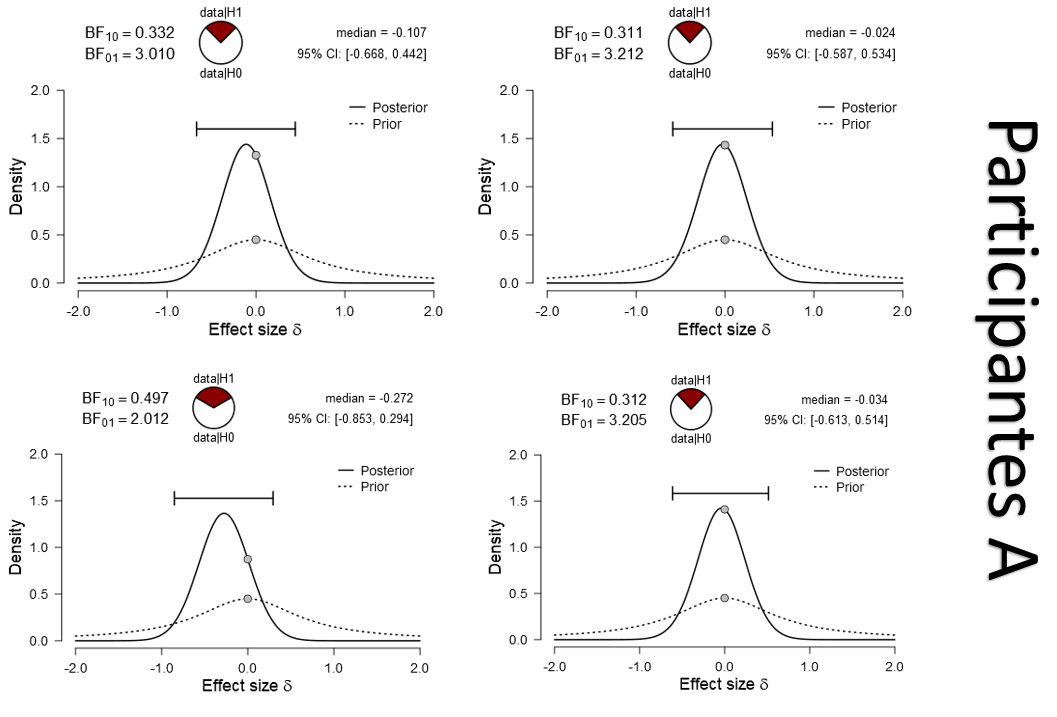 data|H1
BF10 = 0.332
BF01 = 3.010
median = -0.107
95% CI: [-0.668, 0.442]
data|H0
2.0
1.5
1.0
0.5
0.0
Density
Posterior
Prior
-2.0 -1.0 0.0 1.0 2.0
Effect size δ
data|H1
BF10 = 0.311
BF01 = 3.212
median = -0.024
95% CI: [-0.587, 0.534]
data|H0
2.0
1.5
1.0
0.5
0.0
Density
Posterior
Prior
-2.0 -1.0 0.0 1.0 2.0
Effect size δ
data|H1
BF10 = 0.497
BF01 = 2.012
median = -0.272
95% CI: [-0.853, 0.294]
data|H0
2.0
1.5
1.0
0.5
0.0
Density
Posterior
Prior
-2.0 -1.0 0.0 1.0 2.0
Effect size δ
data|H1
BF10 = 0.312
BF01 = 3.205
median = -0.034
95% CI: [-0.613, 0.514]
data|H0
2.0
1.5
1.0
0.5
0.0
Density
Posterior
Prior
-2.0 -1.0 0.0 1.0 2.0
Effect size δ
Participantes A